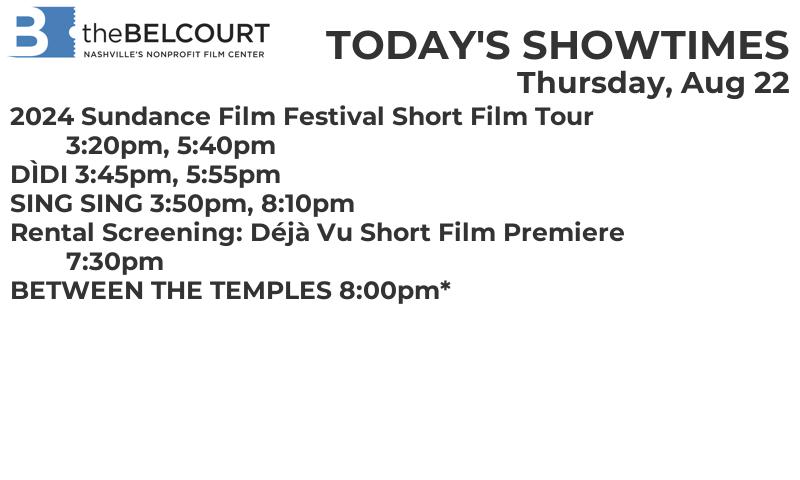 B theBELCOURT
NASHVILLE'S NONPROFIT FILM CENTER
TODAY'S SHOWTIMES
Thursday, Aug 22
2024 Sundance Film Festival Short Film Tour
3:20pm, 5:40pm
DÌDI 3:45pm, 5:55pm
SING SING 3:50pm, 8:10pm
Rental Screening: Déjà Vu Short Film Premiere
7:30pm
BETWEEN THE TEMPLES 8:00pm*